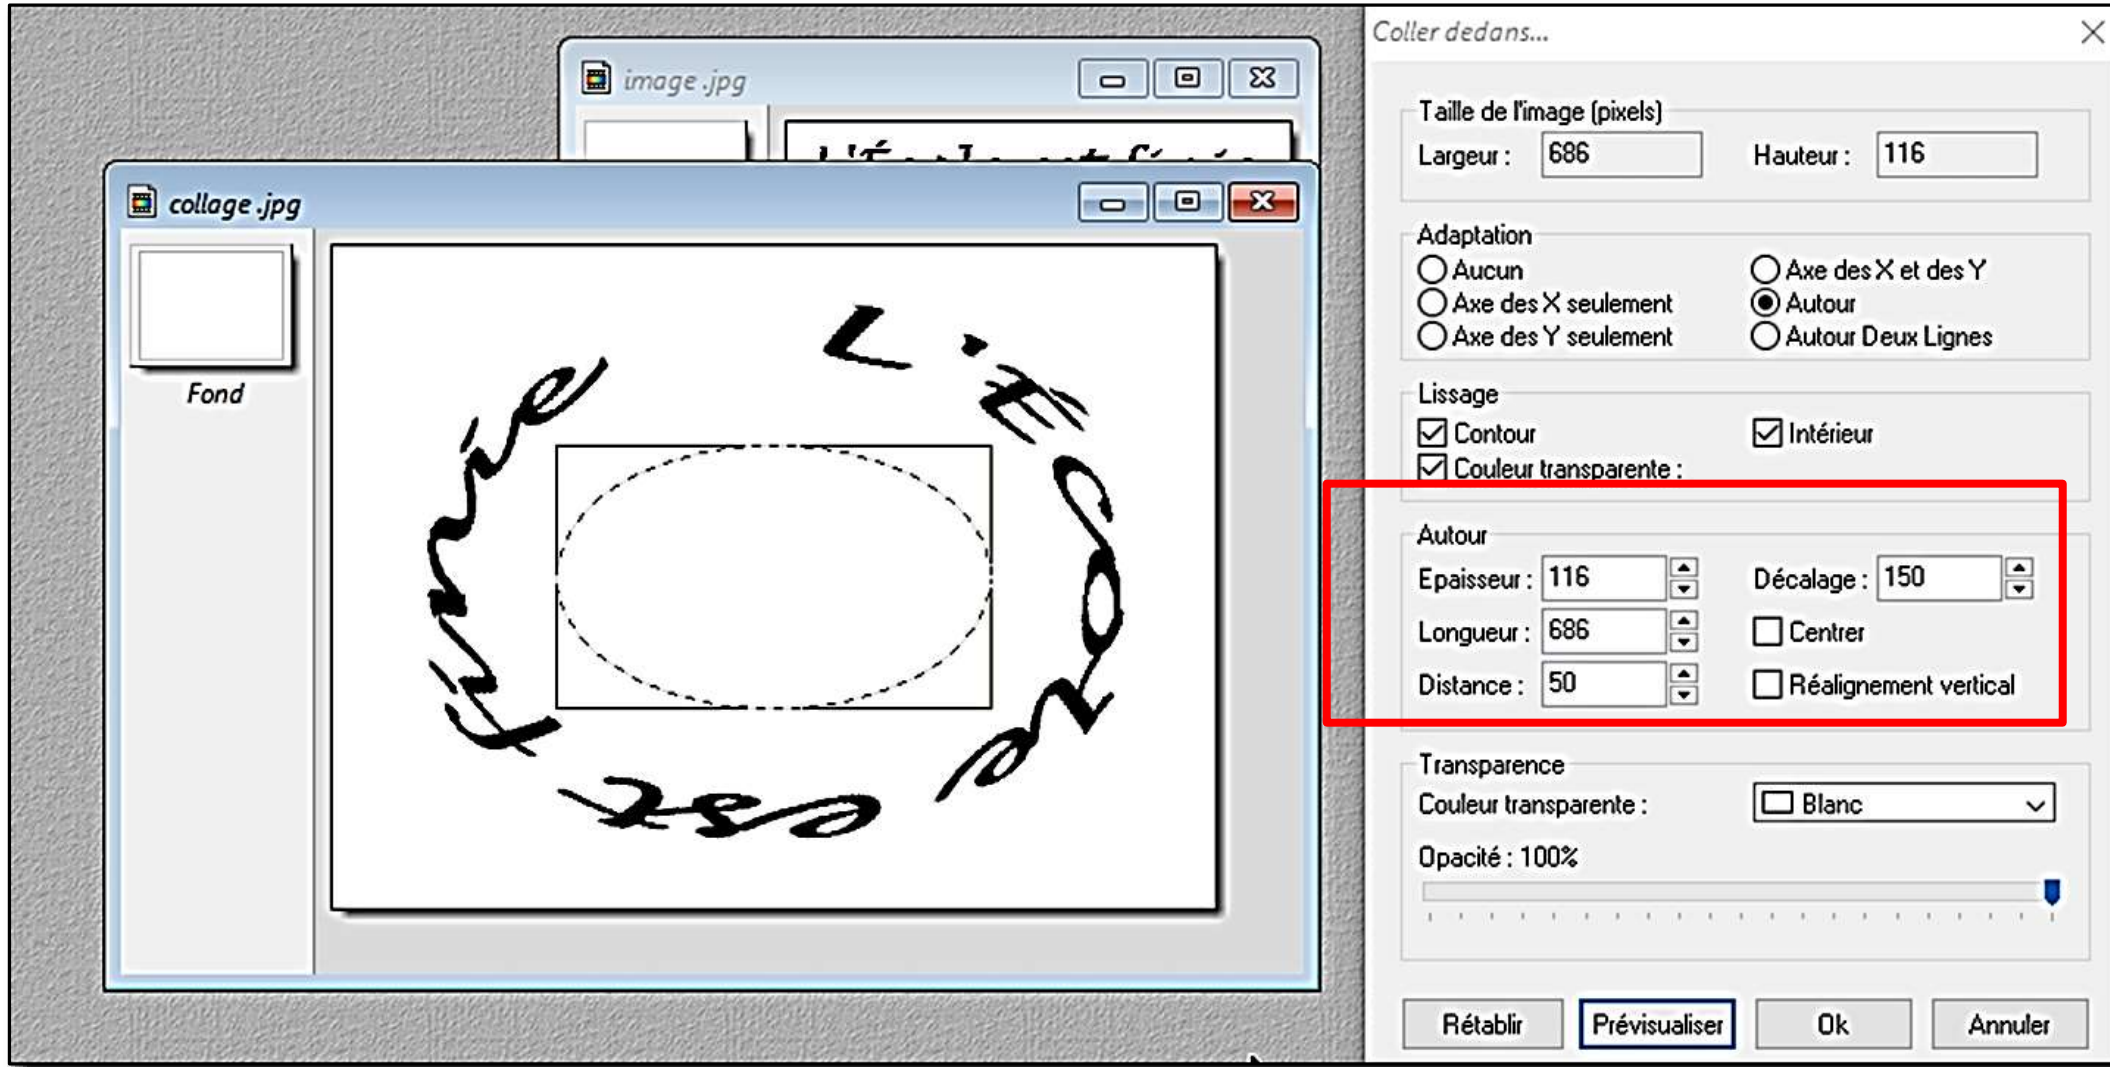 image.jpg
L'École est finie
collage.jpg
Fond
L'École est finie
Coller dedans...
Taille de l'image (pixels)
Largeur : 686 Hauteur : 116
Adaptation
Aucun Axe des X et des Y
Axe des X seulement Autour
Axe des Y seulement Autour Deux Lignes
Lissage
Contour Intérieur
Couleur transparente :
Autour
Epaisseur : 116 Décalage : 150
Longueur : 686 Centrer
Distance : 50 Réalignement vertical
Transparence
Couleur transparente : Blanc
Opacité : 100%
Rétablir Prévisualiser Ok Annuler